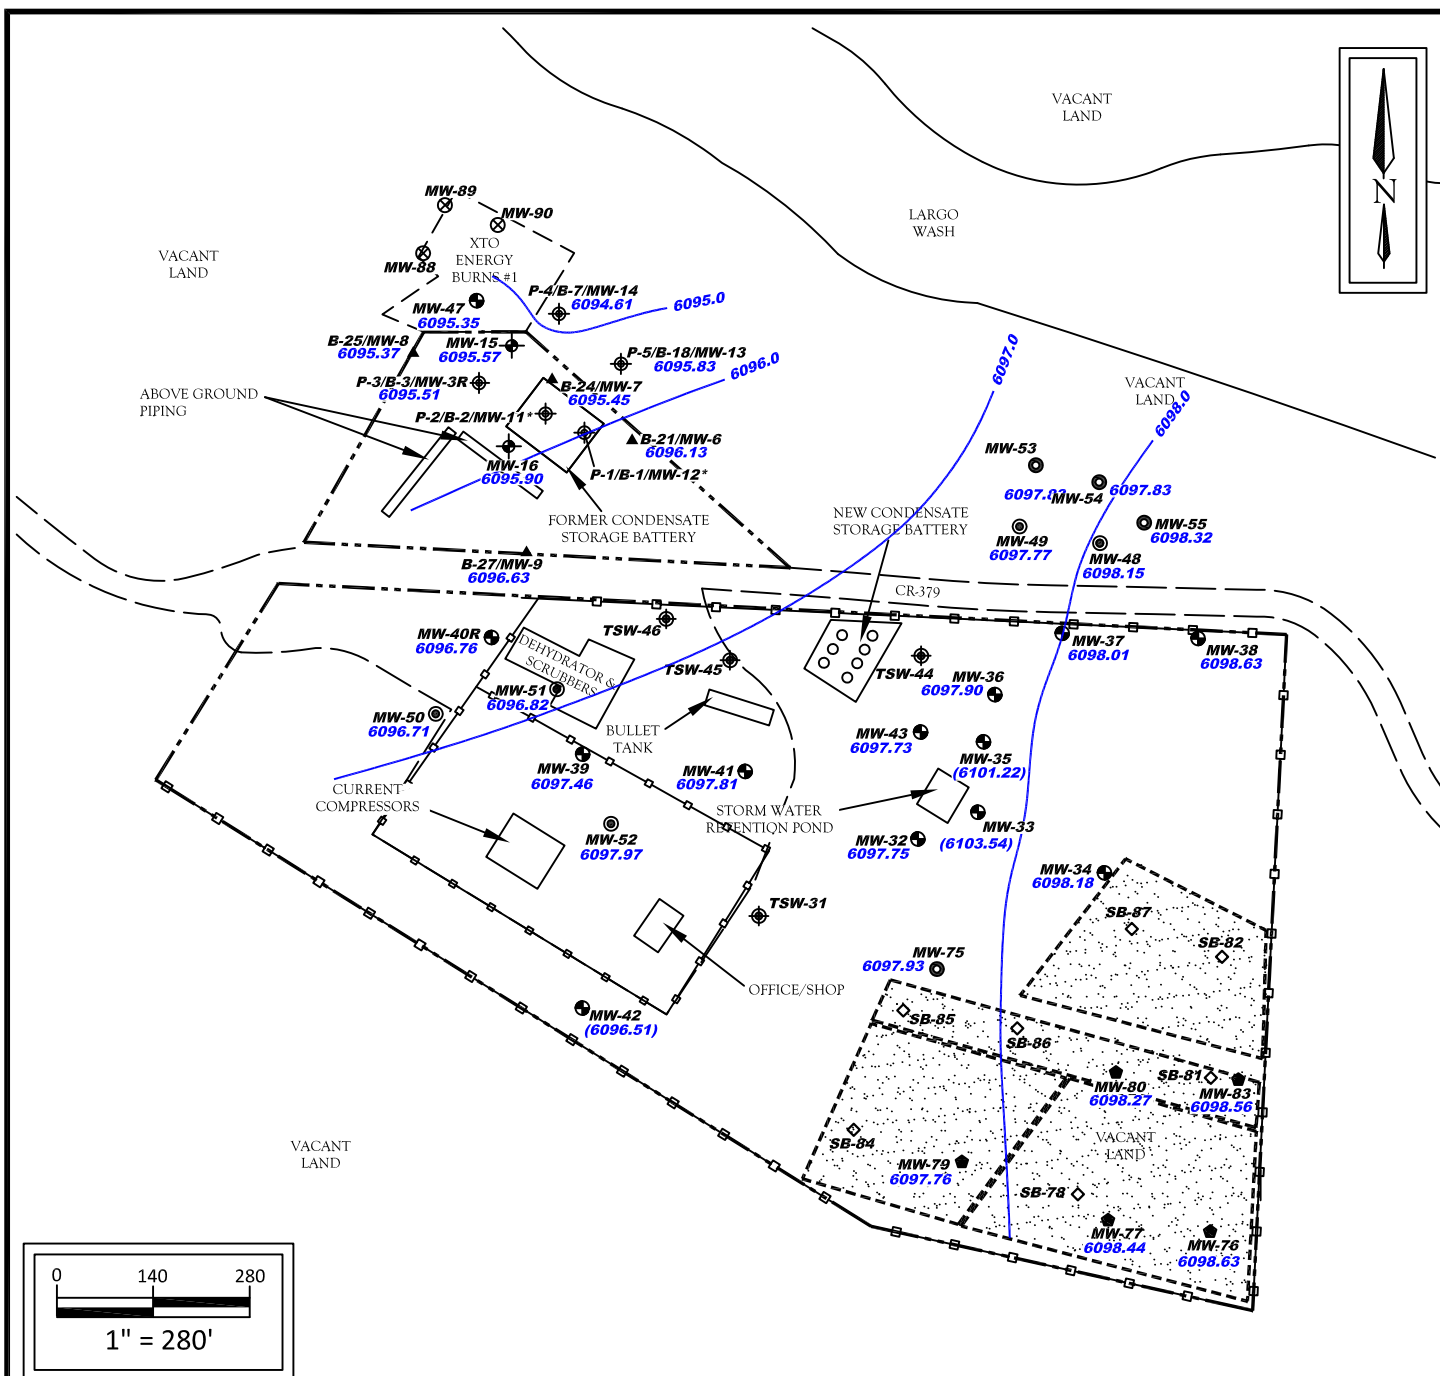 VACANT
LAND
N
LARGO
WASH
MW-89
MW-90
VACANT
LAND
XTO
ENERGY
BURNS #1
MW-88
P-4/B-7/MW-14
6094.61
6095.0
MW-47
6095.35
B-25/MW-8
6095.37
MW-15
6095.57
P-5/B-18/MW-13
6095.83
6096.0
6097.0
P-3/B-3/MW-3R
6095.51
B-24/MW-7
6095.45
VACANT
LAND
6098.0
ABOVE GROUND
PIPING
P-2/B-2/MW-11*
B-21/MW-6
6096.13
MW-16
6095.90
P-1/B-1/MW-12*
MW-53
MW-54
6097.83
FORMER CONDENSATE
STORAGE BATTERY
NEW CONDENSATE
STORAGE BATTERY
MW-49
6097.77
MW-55
6098.32
MW-48
6098.15
B-27/MW-9
6096.63
CR-379
MW-40R
6096.76
TSW-46
DEHYDRATOR &
SCRUBBERS
MW-37
6098.01
MW-38
6098.63
TSW-45
TSW-44
MW-36
6097.90
MW-51
6096.82
MW-50
6096.71
BULLET
TANK
MW-43
6097.73
MW-35
(6101.22)
MW-39
6097.46
MW-41
6097.81
CURRENT
COMPRESSORS
STORM WATER
RETENTION POND
MW-33
(6103.54)
MW-52
6097.97
MW-32
6097.75
MW-34
6098.18
TSW-31
SB-87
SB-82
MW-75
6097.93
OFFICE/SHOP
MW-42
(6096.51)
SB-85
SB-86
SB-81
MW-80
6098.27
MW-83
6098.56
SB-84
VACANT
LAND
VACANT
LAND
MW-79
6097.76
SB-78
MW-77
6098.44
MW-76
6098.63
0 140 280
1" = 280'